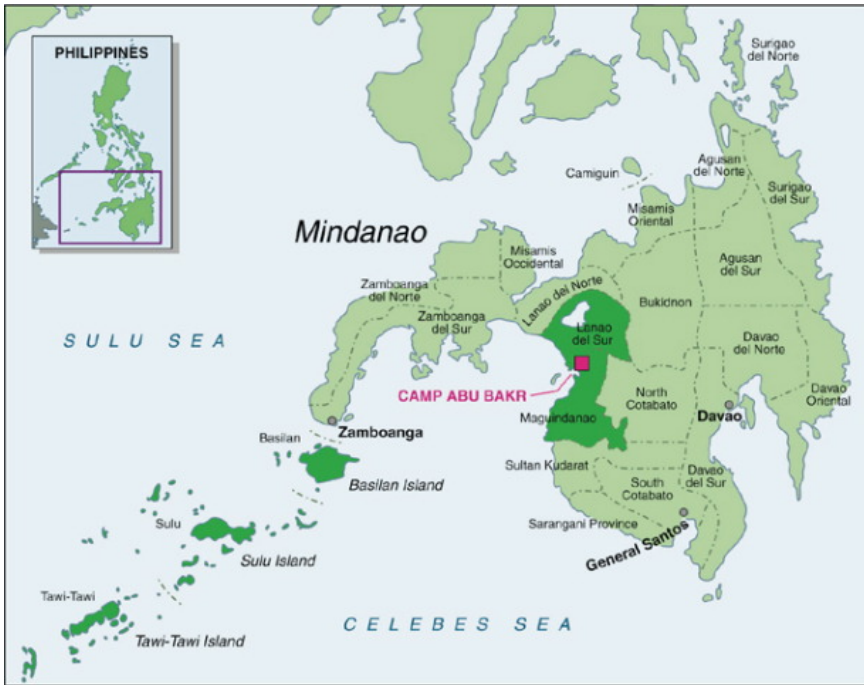 PHILIPPINES
Surigao
del Norte
Camiguin
Agusan
del Norte
Surigao
del Sur
Misamis
Oriental
Mindanao
Misamis
Occidental
Agusan
del Sur
Zamboanga
del Norte
Lanao del Norte
Bukidnon
Zamboanga
del Sur
Lanao
del Sur
SULU SEA
Davao
del Norte
CAMP ABU BAKR
North
Cotabato
Davao
Oriental
Maguindanao
Davao
Zamboanga
Basilan
Sultan Kudarat
Davao
del Sur
Basilan Island
South
Cotabato
Sulu
Sarangani Province
General Santos
Sulu Island
Tawi-Tawi
CELEBES SEA
Tawi-Tawi Island